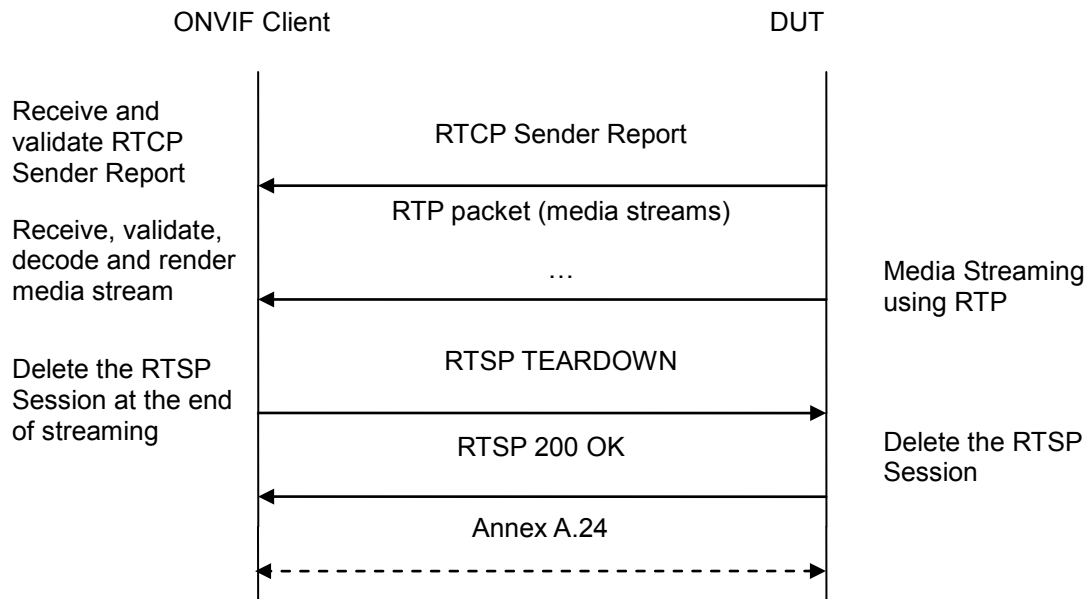 ONVIF Client
DUT
Receive and
validate RTCP
Sender Report
RTCP Sender Report
RTP packet (media streams)
Receive, validate,
decode and render
media stream
…
Media Streaming
using RTP
RTSP TEARDOWN
Delete the RTSP
Session at the end
of streaming
RTSP 200 OK
Delete the RTSP
Session
Annex A.24